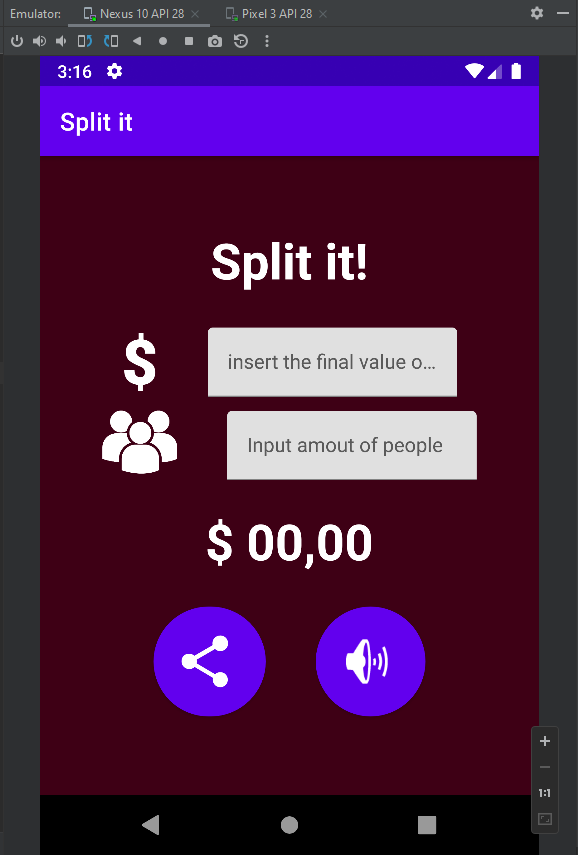 Emulator: Nexus 10 API 28 Pixel 3 API 28
3:16
Split it
Split it!
$ insert the final value o...
Input amout of people
$ 00,00
1:1